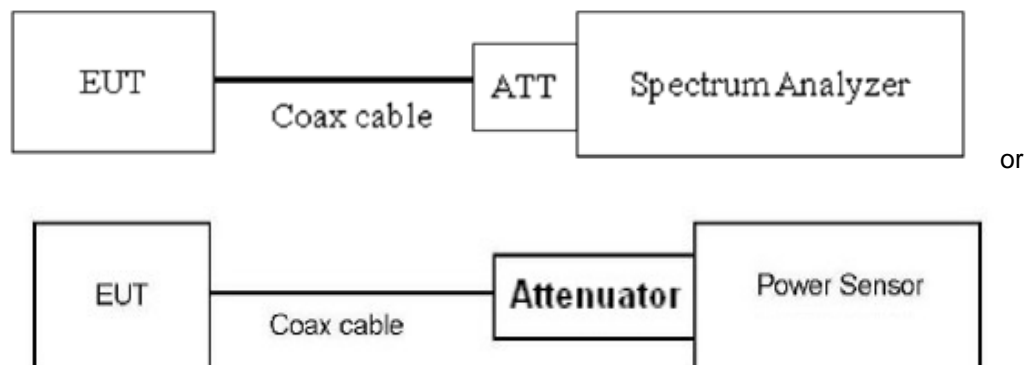 EUT
ATT
Spectrum Analyzer
Coax cable
or
EUT
Attenuator
Power Sensor
Coax cable